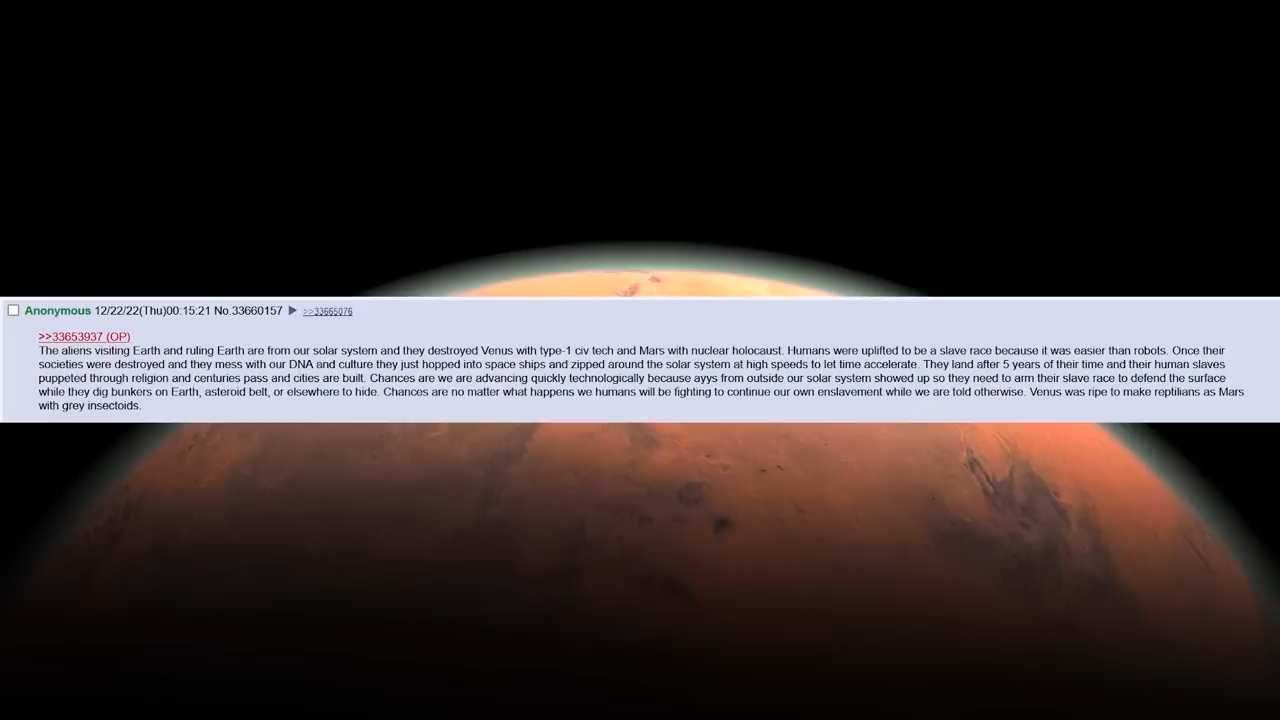 Anonymous 12/22/22(Thu)00:15:21 No.33660157 ▶ >>33665076
>>33653937 (OP)
The aliens visiting Earth and ruling Earth are from our solar system and they destroyed Venus with type-1 civ tech and Mars with nuclear holocaust. Humans were uplifted to be a slave race because it was easier than robots. Once their
societies were destroyed and they mess with our DNA and culture they just hopped into space ships and zipped around the solar system at high speeds to let time accelerate. They land after 5 years of their time and their human slaves
puppeted through religion and centuries pass and cities are built. Chances are we are advancing quickly technologically because ayys from outside our solar system showed up so they need to arm their slave race to defend the surface
while they dig bunkers on Earth, asteroid belt, or elsewhere to hide. Chances are no matter what happens we humans will be fighting to continue our own enslavement while we are told otherwise. Venus was ripe to make reptilians as Mars
with grey insectoids.